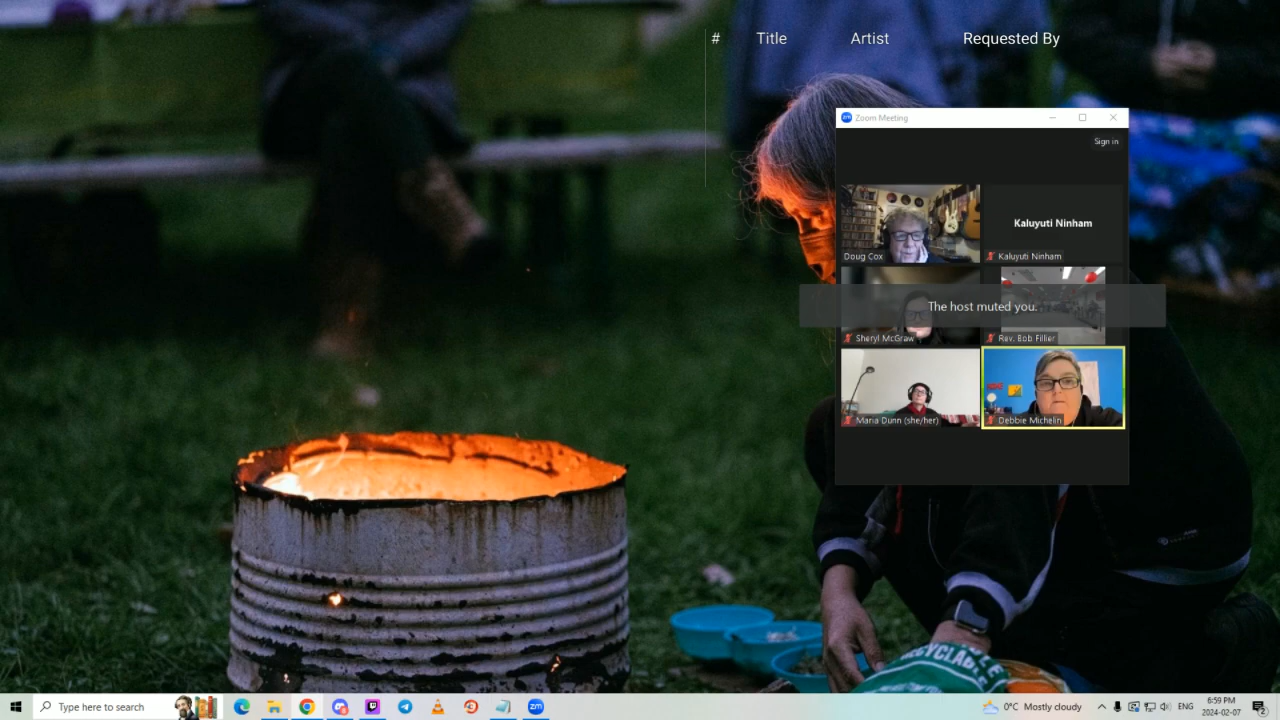 # Title Artist Requested By
Zoom Meeting
Sign in
Kaluyuti Ninham
Doug Cox
Kaluyuti Ninham
The host muted you.
Sheryl McGraw
Rev. Bob Fillier
Maria Dunn (she/her)
Debbie Michelin
CYCLABLE
Type here to search
0°C Mostly cloudy
ENG
6:59 PM
2024-02-07
2